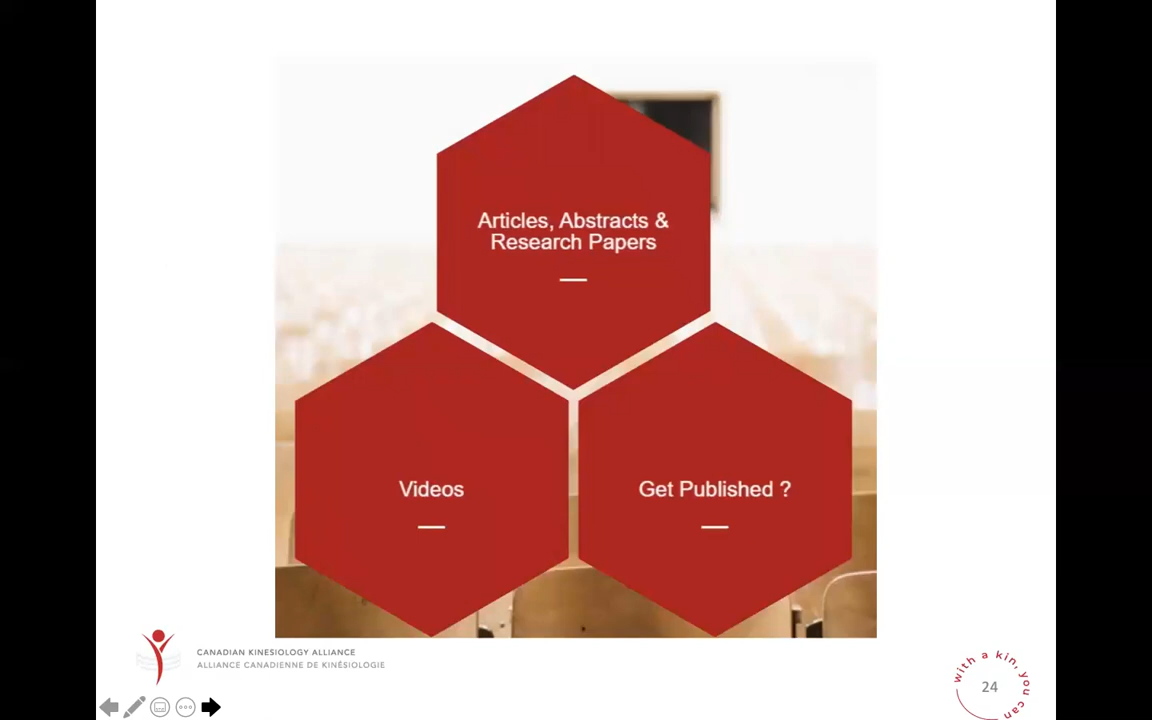 Articles, Abstracts &
Research Papers
Videos
Get Published ?
CANADIAN KINESIOLOGY ALLIANCE
ALLIANCE CANADIENNE DE KINÉSIOLOGIE
with a kin, you can
24